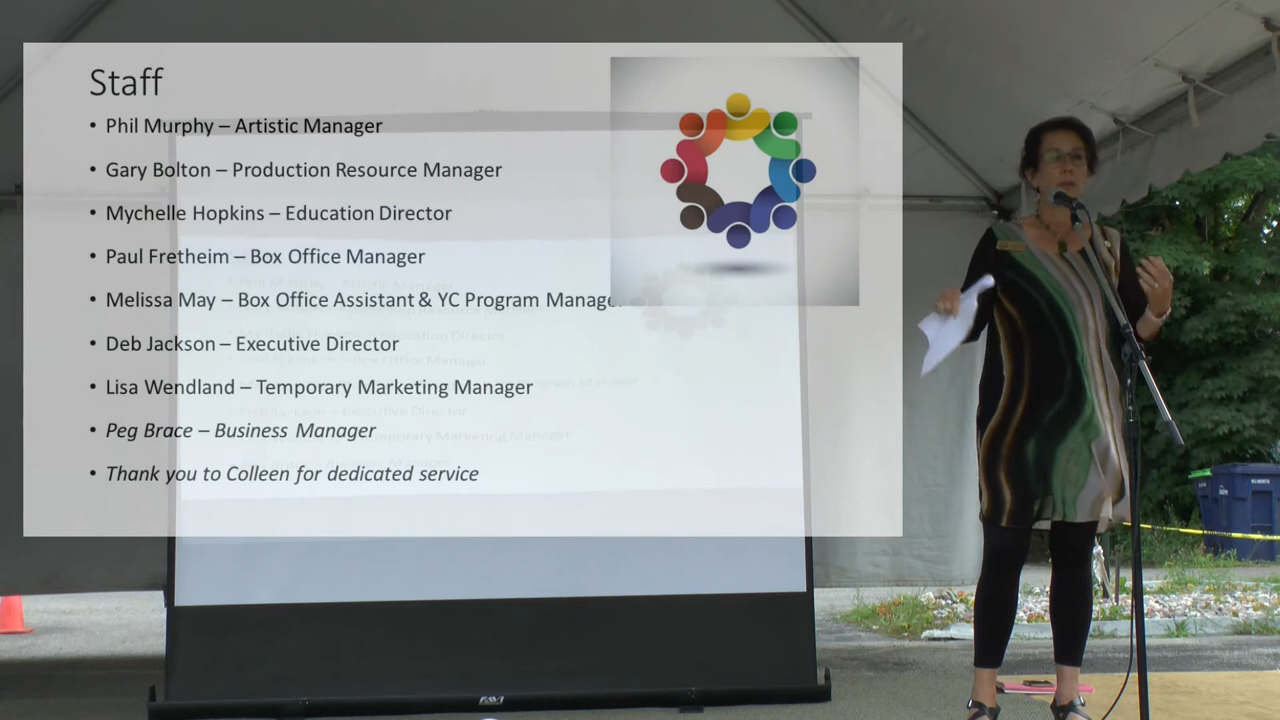 Staff
• Phil Murphy – Artistic Manager
• Gary Bolton – Production Resource Manager
• Mychelle Hopkins – Education Director
• Paul Fretheim – Box Office Manager
• Melissa May – Box Office Assistant & YC Program Manager
• Deb Jackson – Executive Director
• Lisa Wendland – Temporary Marketing Manager
• Peg Brace – Business Manager
• Thank you to Colleen for dedicated service